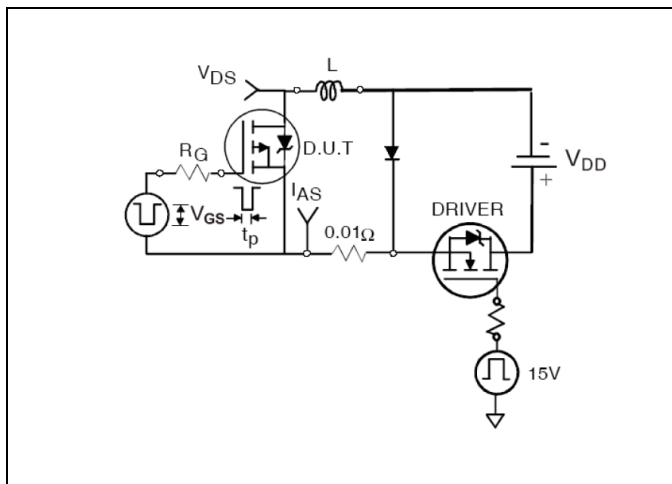 L
VDS
D.U.T
RG
IAS
-
VDD
+
VGS
tp
0.01Ω
DRIVER
15V